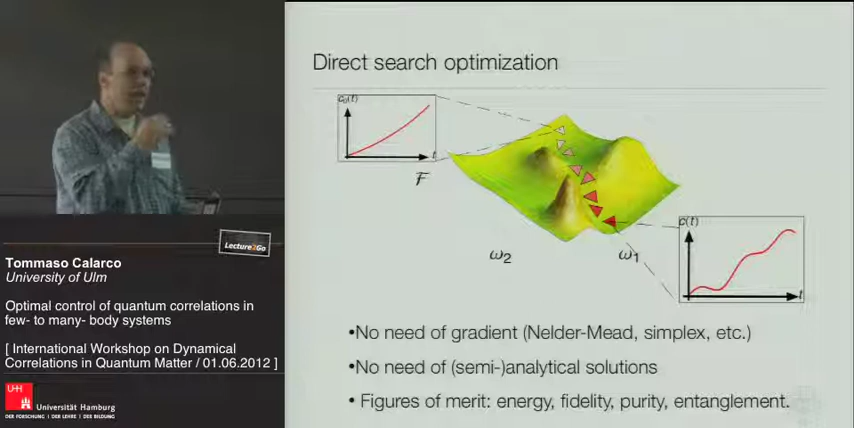 Direct search optimization
c₀(t)
t
F
c(t)
t
ω₂
ω₁
•No need of gradient (Nelder-Mead, simplex, etc.)
•No need of (semi-)analytical solutions
• Figures of merit: energy, fidelity, purity, entanglement.
Lecture2Go
Tommaso Calarco
University of Ulm
Optimal control of quantum correlations in
few- to many- body systems
[ International Workshop on Dynamical
Correlations in Quantum Matter / 01.06.2012 ]
UH
Universität Hamburg
DER FORSCHUNG | DER LEHRE | DER BILDUNG